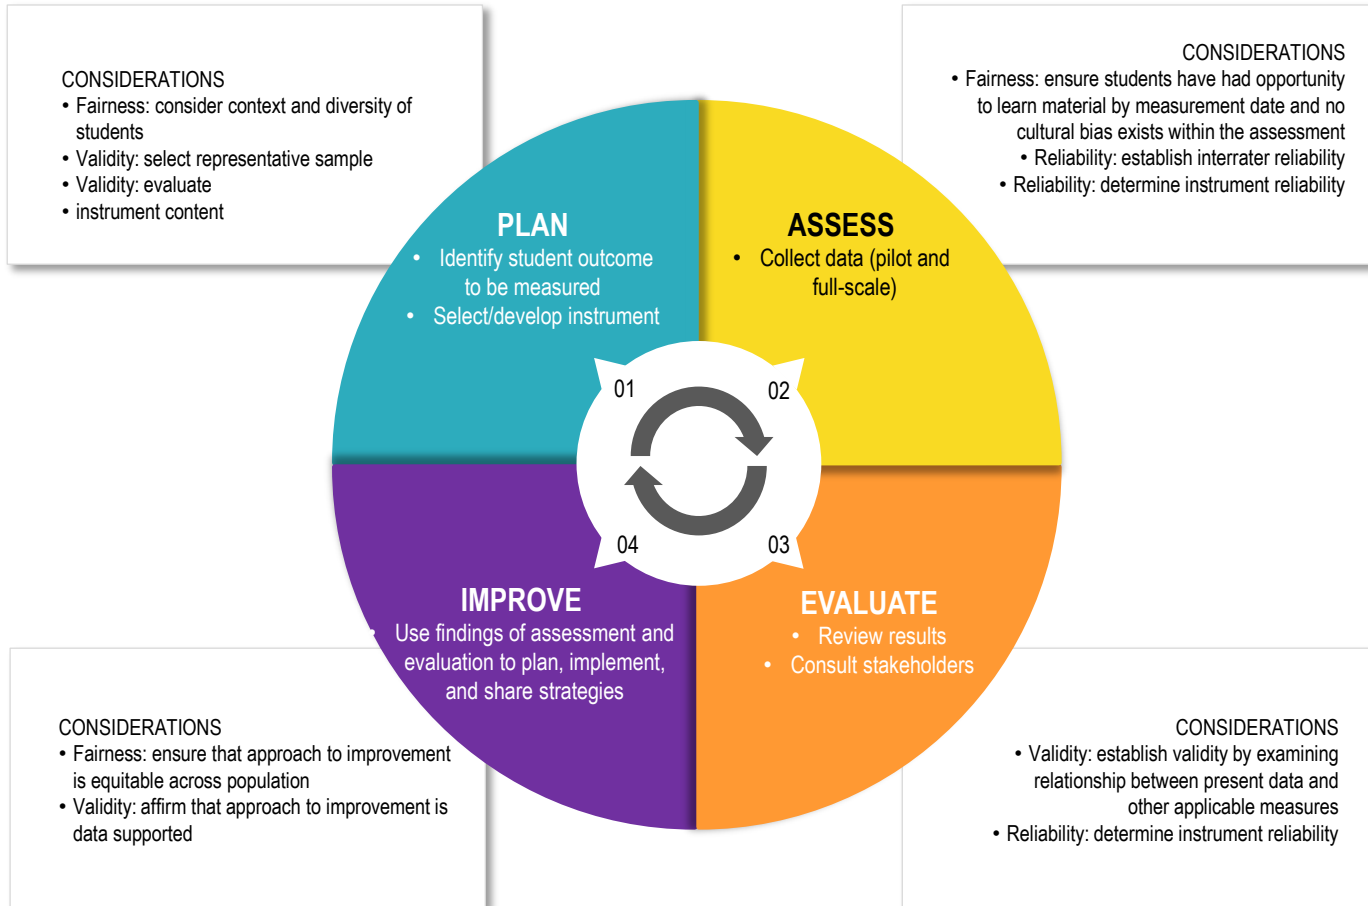 CONSIDERATIONS
• Fairness: consider context and diversity of
students
• Validity: select representative sample
• Validity: evaluate
• instrument content
CONSIDERATIONS
• Fairness: ensure students have had opportunity
to learn material by measurement date and no
cultural bias exists within the assessment
• Reliability: establish interrater reliability
• Reliability: determine instrument reliability
PLAN
• Identify student outcome
to be measured
• Select/develop instrument
ASSESS
• Collect data (pilot and
full-scale)
01
02
04
03
IMPROVE
• Use findings of assessment and
evaluation to plan, implement,
and share strategies
EVALUATE
• Review results
• Consult stakeholders
CONSIDERATIONS
• Fairness: ensure that approach to improvement
is equitable across population
• Validity: affirm that approach to improvement is
data supported
CONSIDERATIONS
• Validity: establish validity by examining
relationship between present data and
other applicable measures
• Reliability: determine instrument reliability